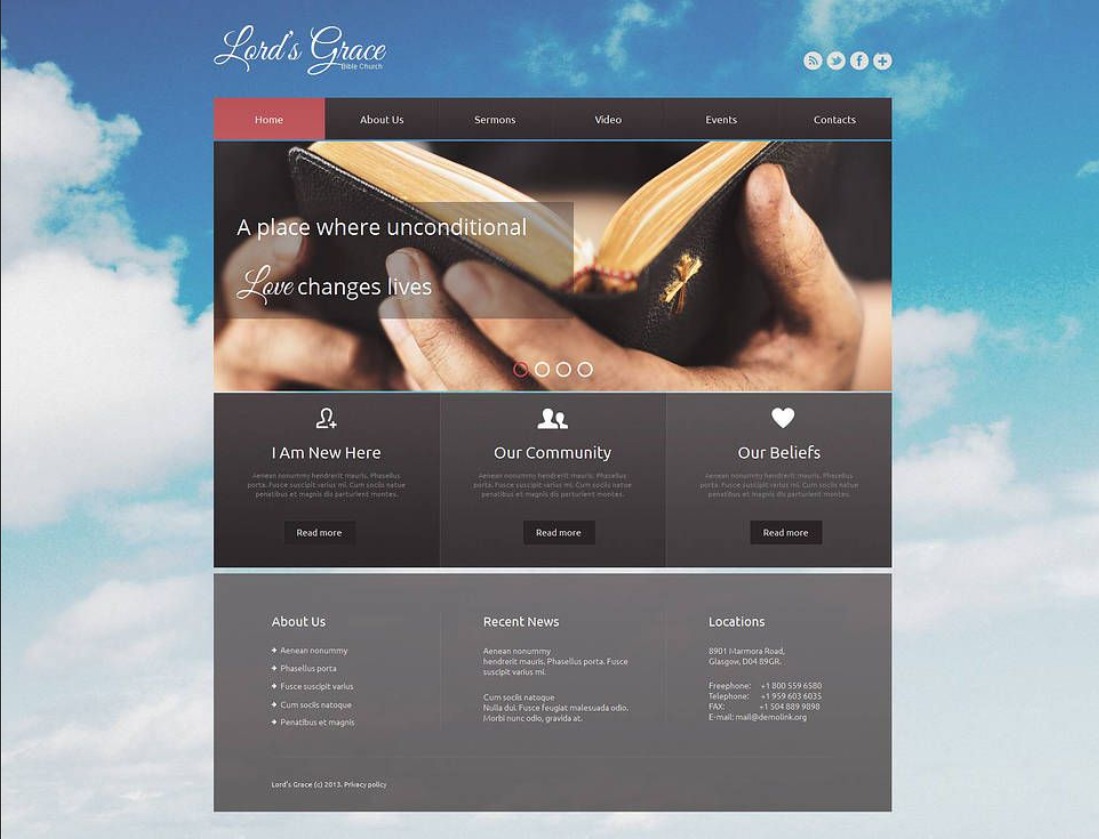 Lord's Grace
Bible Church
Home About Us Sermons Video Events Contacts
A place where unconditional
Love changes lives
I Am New Here
Aenean nonummy hendrerit mauris. Phasellus
porta. Fusce suscipit varius mi. Cum sociis natoque
penatibus et magnis dis parturient montes.
Read more
Our Community
Aenean nonummy hendrerit mauris. Phasellus
porta. Fusce suscipit varius mi. Cum sociis natoque
penatibus et magnis dis parturient montes.
Read more
Our Beliefs
Aenean nonummy hendrerit mauris. Phasellus
porta. Fusce suscipit varius mi. Cum sociis natoque
penatibus et magnis dis parturient montes.
Read more
About Us
Aenean nonummy
Phasellus porta
Fusce suscipit varius
Cum sociis natoque
Penatibus et magnis
Recent News
Aenean nonummy
hendrerit mauris. Phasellus porta. Fusce
suscipit varius mi.
Cum sociis natoque
Nulla dui. Fusce feugiat malesuada odio.
Morbi nunc odio, gravida at.
Locations
8901 Marmora Road,
Glasgow, D04 89GR.
Freephone: +1 800 559 6580
Telephone: +1 959 603 6035
FAX: +1 504 889 9898
E-mail: mail@demolink.org
Lord's Grace (c) 2013. Privacy policy